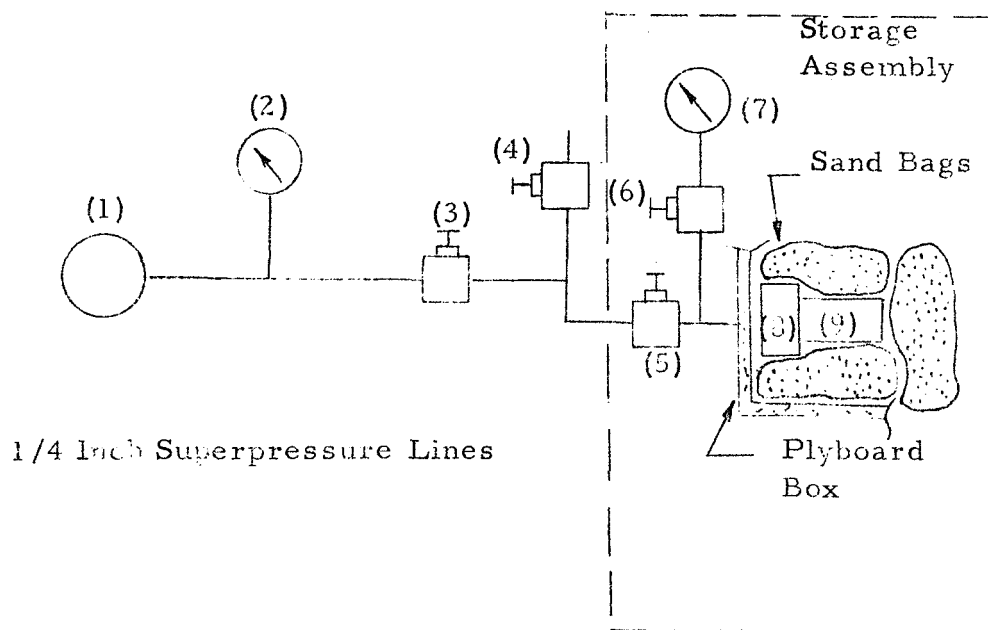 Storage
Assembly
(2)
(7)
(4)
Sand Bags
(6)
(1)
(3)
(8)
(9)
(5)
1/4 Inch Superpressure Lines
Plyboard
Box